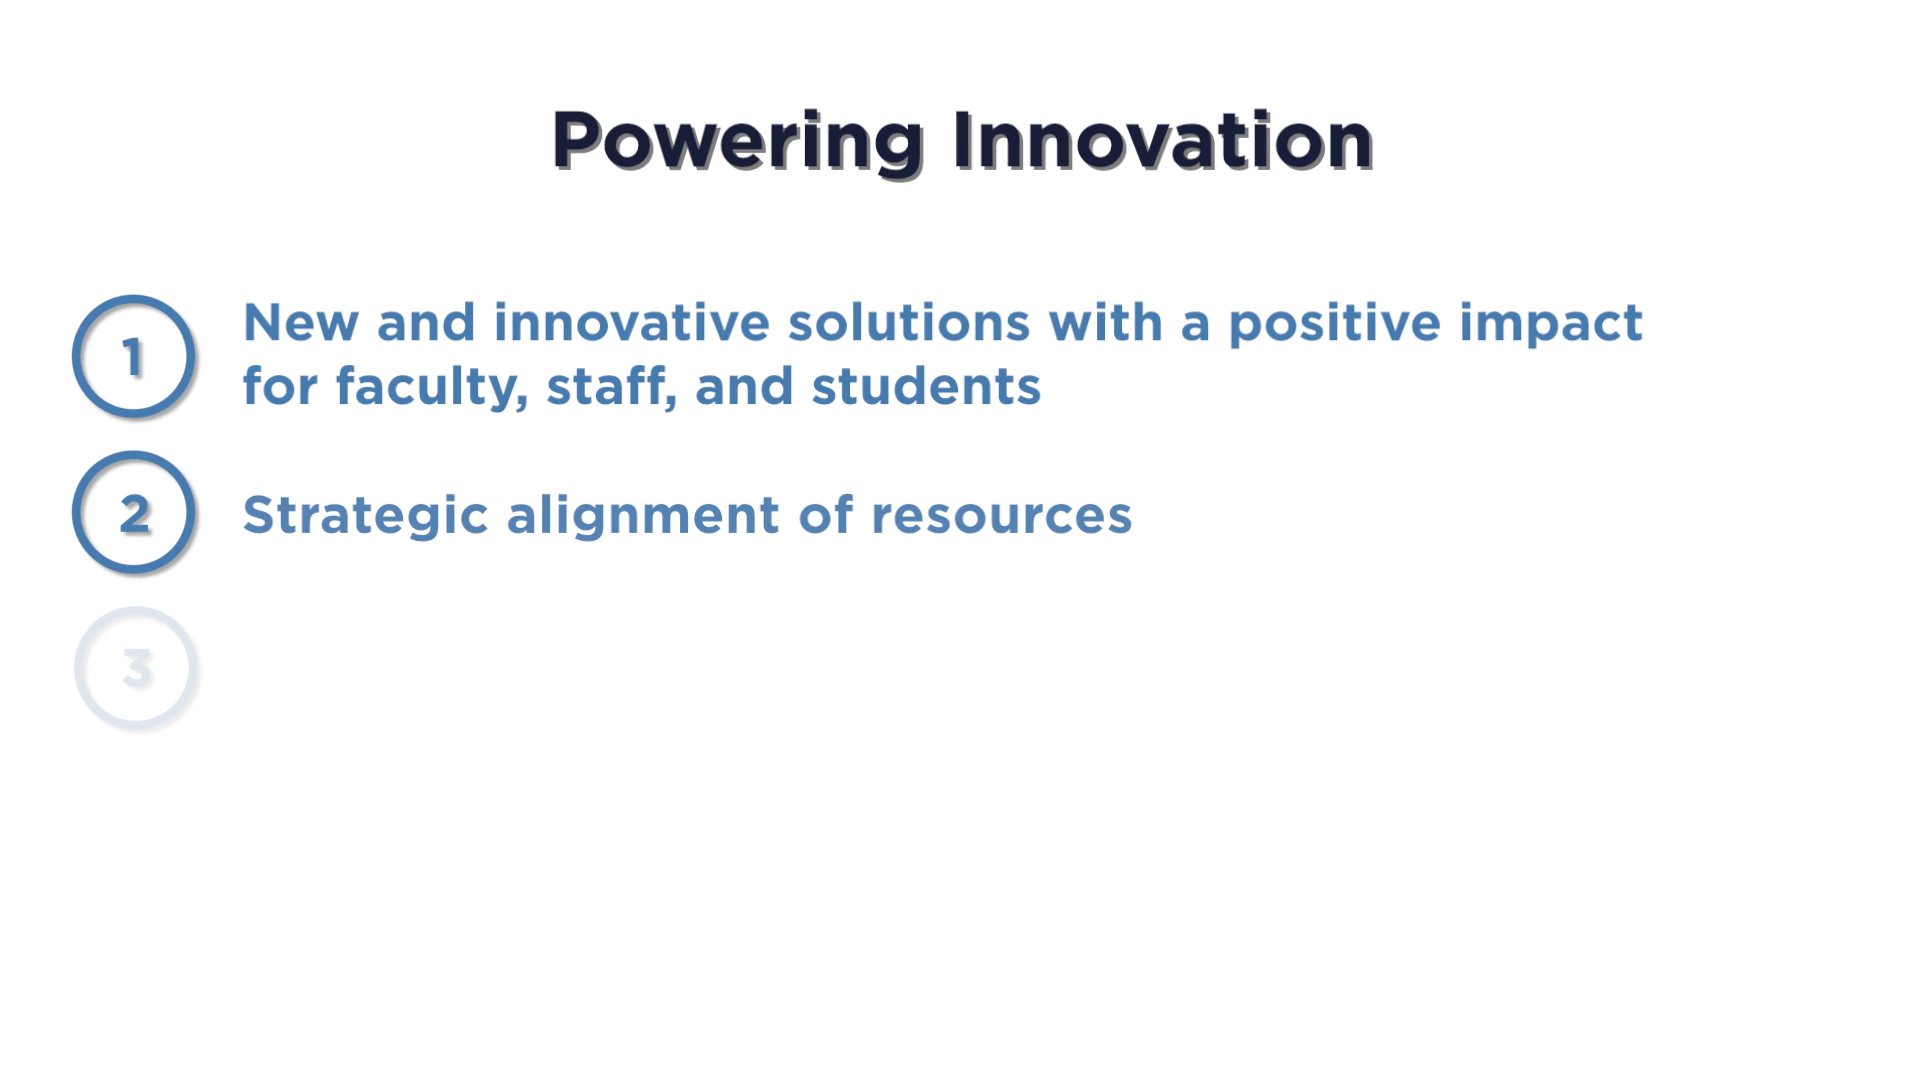 Powering Innovation
1
New and innovative solutions with a positive impact
for faculty, staff, and students
2
Strategic alignment of resources
3